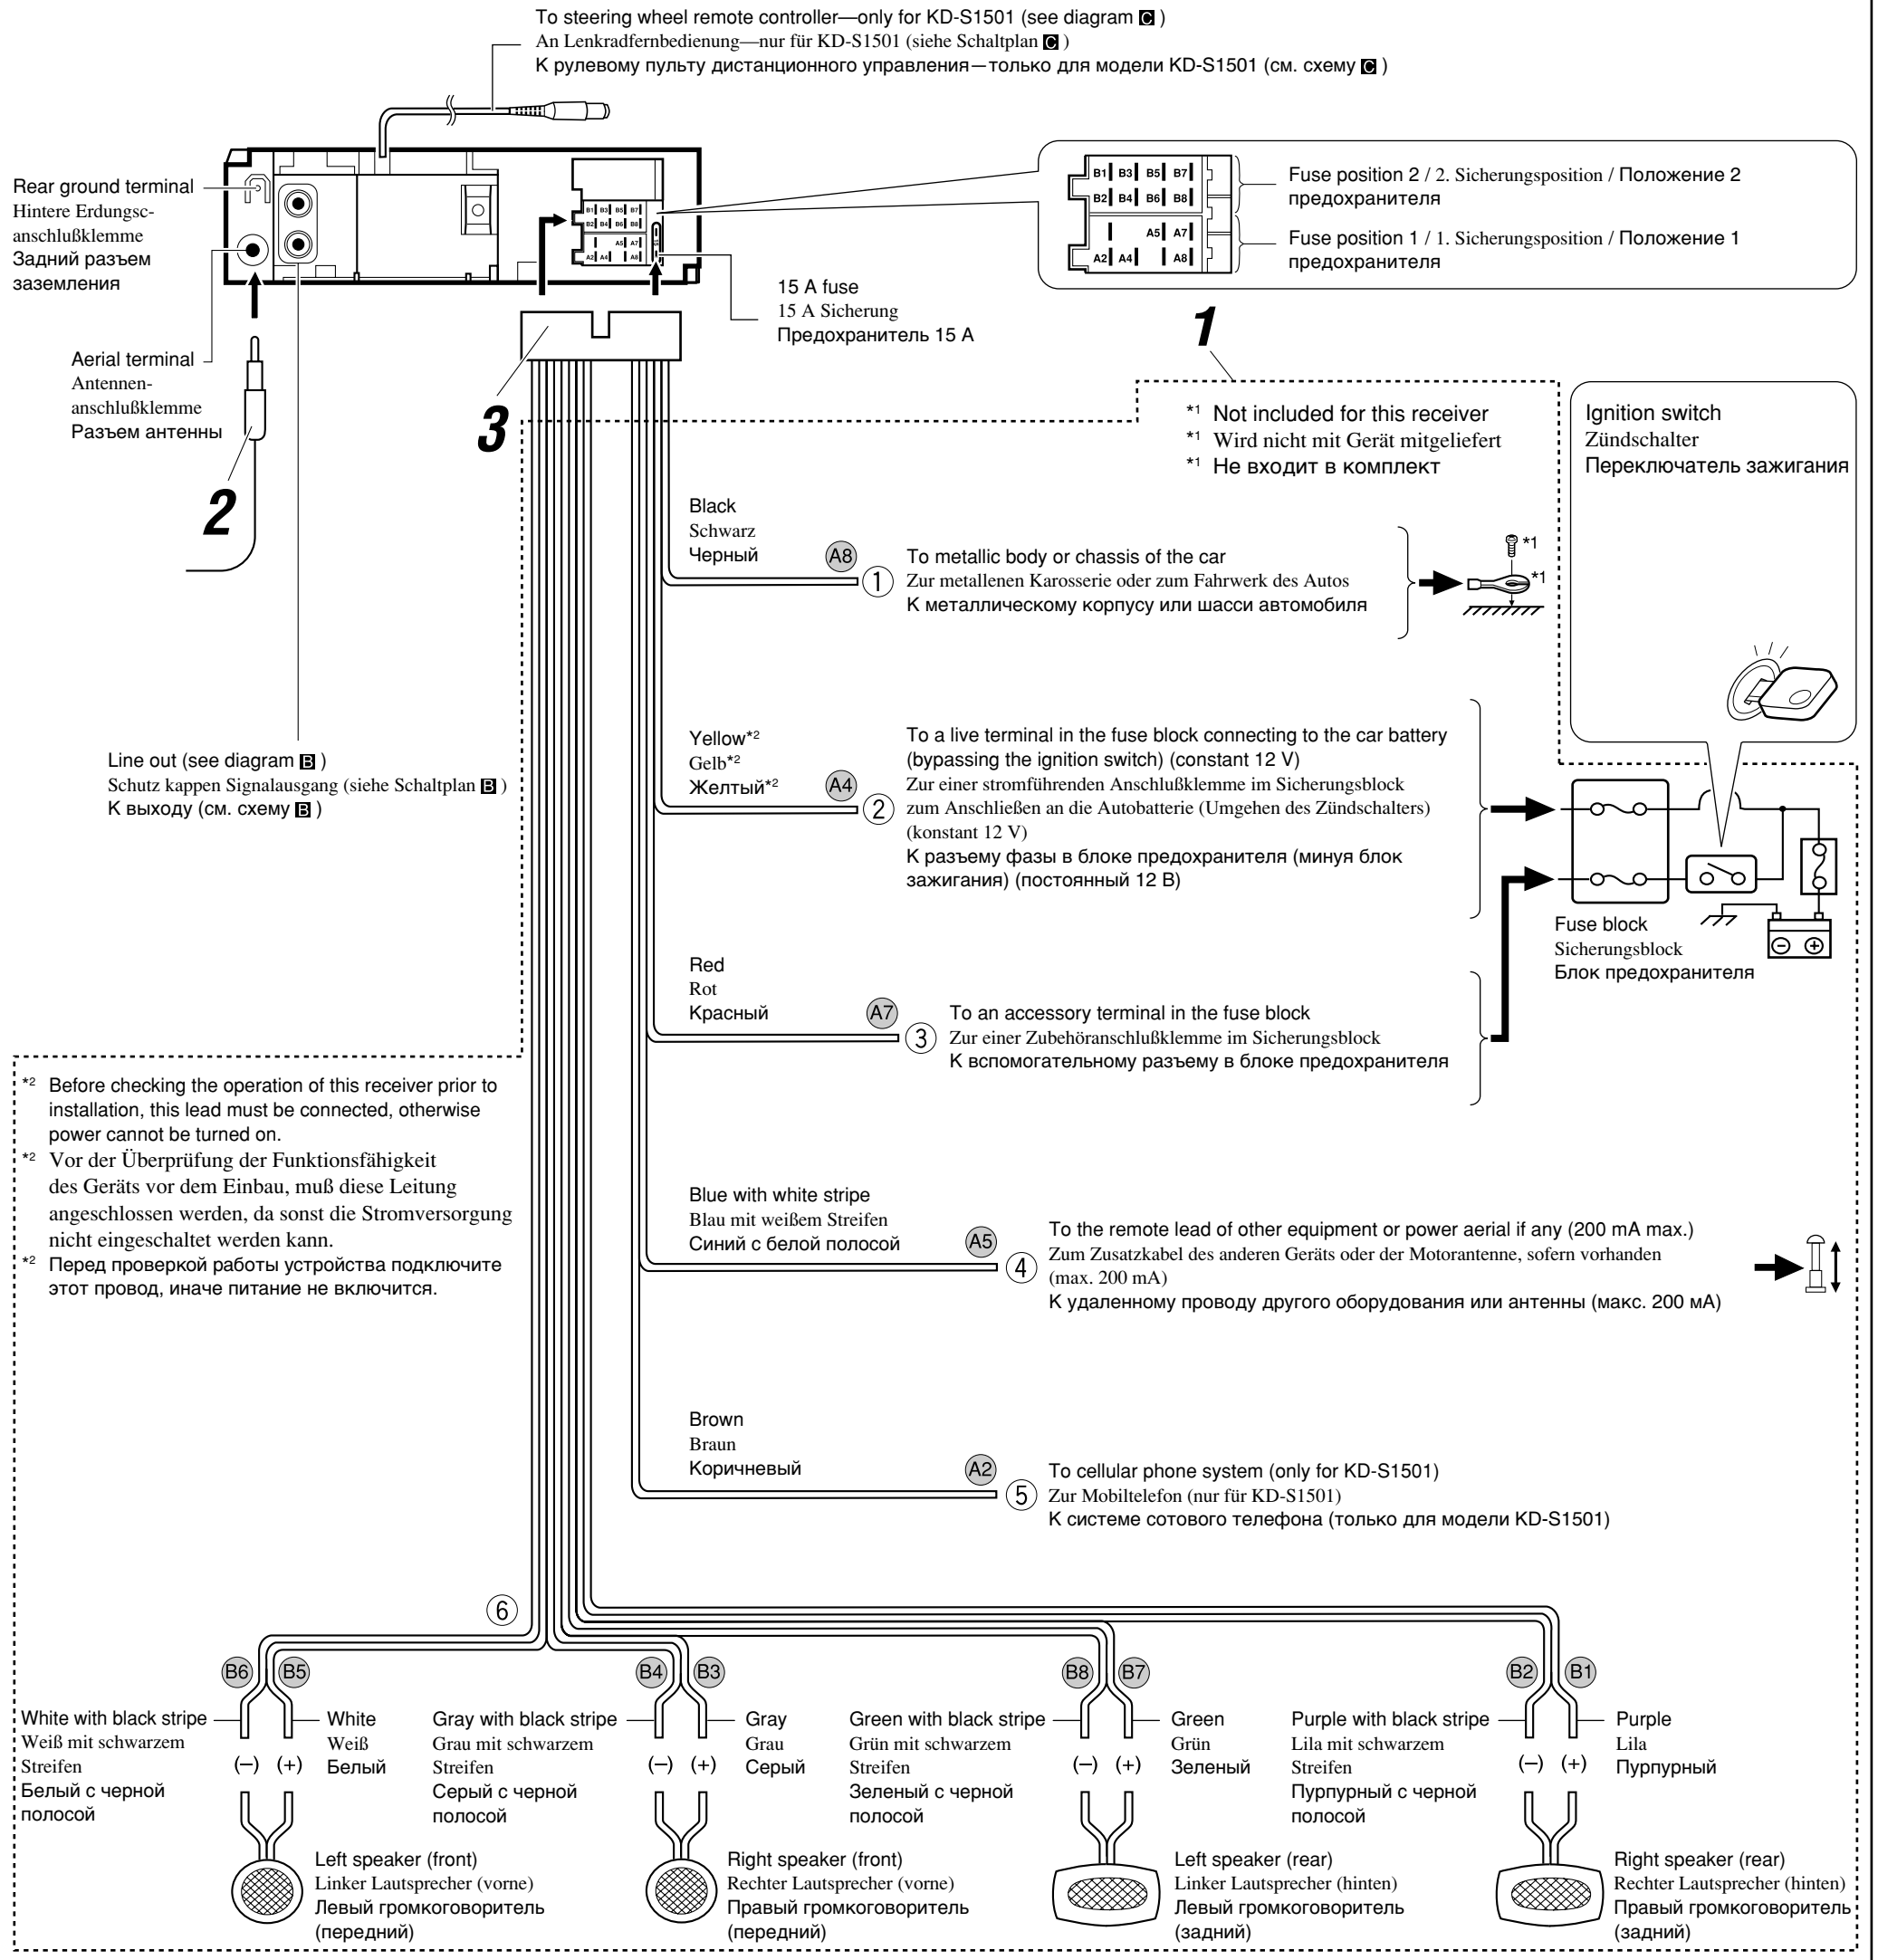 To steering wheel remote controller—only for KD-S1501 (see diagram C )
An Lenkradfernbedienung—nur für KD-S1501 (siehe Schaltplan C )
К рулевому пульту дистанционного управления—только для модели KD-S1501 (см. схему C )
Rear ground terminal
Hintere Erdungsc-
anschlußklemme
Задний разъем
заземления
B1 B3 B5 B7
B2 B4 B6 B8
A5 A7
A2 A4 A8
B1 B3 B5 B7
B2 B4 B6 B8
A5 A7
A2 A4 A8
Fuse position 2 / 2. Sicherungsposition / Положение 2
предохранителя
Fuse position 1 / 1. Sicherungsposition / Положение 1
предохранителя
15 A fuse
15 A Sicherung
Предохранитель 15 А
1
Aerial terminal
Antennen-
anschlußklemme
Разъем антенны
2
3
*1 Not included for this receiver
*1 Wird nicht mit Gerät mitgeliefert
*1 Не входит в комплект
Ignition switch
Zündschalter
Переключатель зажигания
Black
Schwarz
Черный
A8
1
To metallic body or chassis of the car
Zur metallenen Karosserie oder zum Fahrwerk des Autos
К металлическому корпусу или шасси автомобиля
*1
*1
Line out (see diagram B )
Schutz kappen Signalausgang (siehe Schaltplan B )
К выходу (см. схему B )
Yellow*2
Gelb*2
Желтый*2
A4
2
To a live terminal in the fuse block connecting to the car battery
(bypassing the ignition switch) (constant 12 V)
Zur einer stromführenden Anschlußklemme im Sicherungsblock
zum Anschließen an die Autobatterie (Umgehen des Zündschalters)
(konstant 12 V)
К разъему фазы в блоке предохранителя (минуя блок
зажигания) (постоянный 12 В)
Fuse block
Sicherungsblock
Блок предохранителя
Red
Rot
Красный
A7
3
To an accessory terminal in the fuse block
Zur einer Zubehöranschlußklemme im Sicherungsblock
К вспомогательному разъему в блоке предохранителя
*2 Before checking the operation of this receiver prior to
installation, this lead must be connected, otherwise
power cannot be turned on.
*2 Vor der Überprüfung der Funktionsfähigkeit
des Geräts vor dem Einbau, muß diese Leitung
angeschlossen werden, da sonst die Stromversorgung
nicht eingeschaltet werden kann.
*2 Перед проверкой работы устройства подключите
этот провод, иначе питание не включится.
Blue with white stripe
Blau mit weißem Streifen
Синий с белой полосой
A5
4
To the remote lead of other equipment or power aerial if any (200 mA max.)
Zum Zusatzkabel des anderen Geräts oder der Motorantenne, sofern vorhanden
(max. 200 mA)
К удаленному проводу другого оборудования или антенны (макс. 200 мА)
Brown
Braun
Коричневый
A2
5
To cellular phone system (only for KD-S1501)
Zur Mobiltelefon (nur für KD-S1501)
К системе сотового телефона (только для модели KD-S1501)
6
B6 B5
White with black stripe
Weiß mit schwarzem
Streifen
Белый с черной
полосой
(–) (+)
White
Weiß
Белый
Left speaker (front)
Linker Lautsprecher (vorne)
Левый громкоговоритель
(передний)
B4 B3
Gray with black stripe
Grau mit schwarzem
Streifen
Серый с черной
полосой
(–) (+)
Gray
Grau
Серый
Right speaker (front)
Rechter Lautsprecher (vorne)
Правый громкоговоритель
(передний)
B8 B7
Green with black stripe
Grün mit schwarzem
Streifen
Зеленый с черной
полосой
(–) (+)
Green
Grün
Зеленый
Left speaker (rear)
Linker Lautsprecher (hinten)
Левый громкоговоритель
(задний)
B2 B1
Purple with black stripe
Lila mit schwarzem
Streifen
Пурпурный с черной
полосой
(–) (+)
Purple
Lila
Пурпурный
Right speaker (rear)
Rechter Lautsprecher (hinten)
Правый громкоговоритель
(задний)